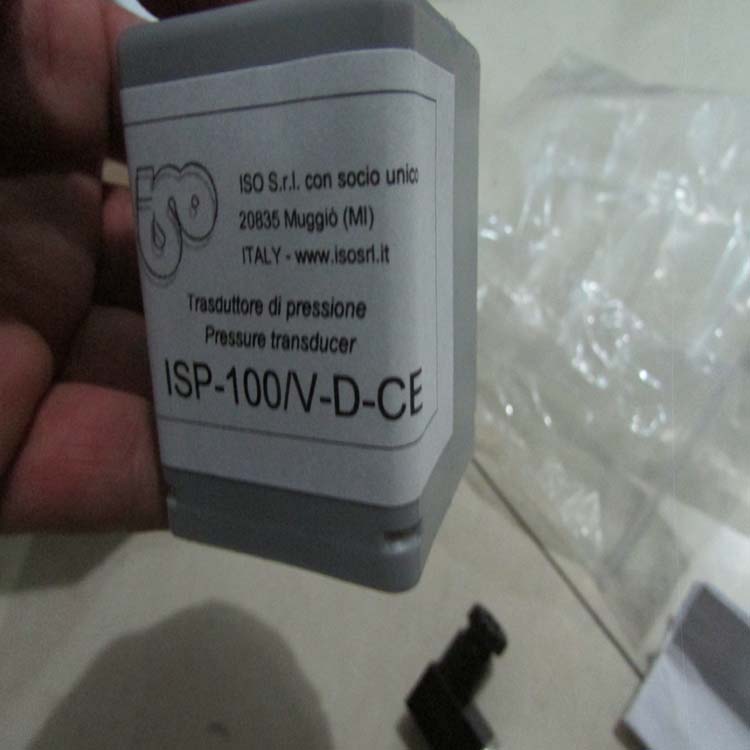 iso
ISO S.r.l. con socio unico
20835 Muggiò (MI)
ITALY - www.isosrl.it
Trasduttore di pressione
Pressure transducer
ISP-100/V-D-CE